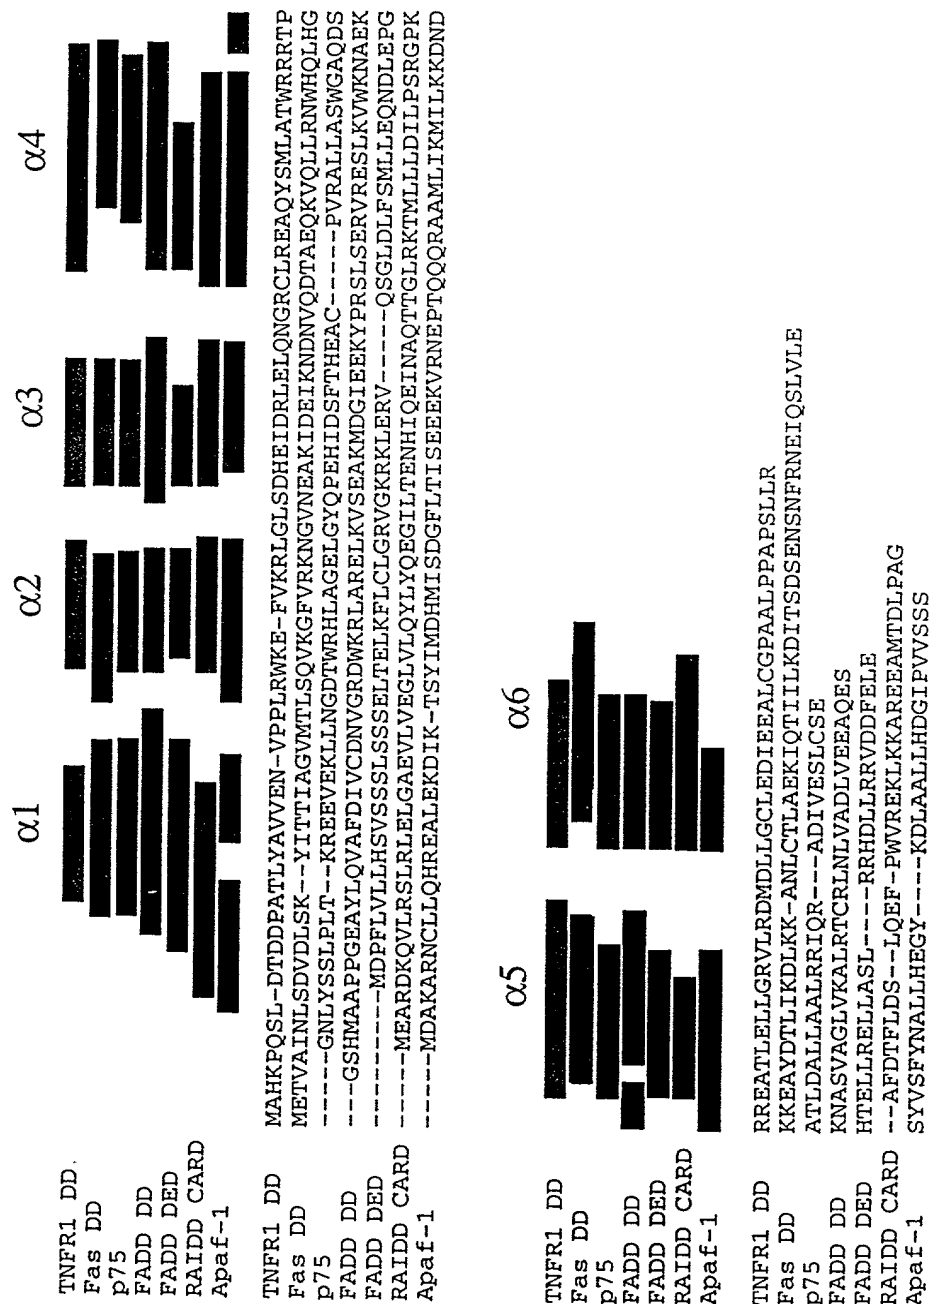 α1 α2 α3 α4
TNFR1 DD.
Fas DD
p75
FADD DD
FADD DED
RAIDD CARD
Apaf-1
TNFR1 DD MAHKPQSL-DTDDPATLYAVVEN-VPPLRWKE-FVKRLGLSDHEIDRLELQNGRCLREAQYSMLATWRRRTP
Fas DD METVAINLSDVDLSK--YITTIAGVMTLSQVKGFVRKNGVNEAKIDEIKNDNVQDTAEQKVQLLRNWHQLHG
p75 -----GNLYSSLPLT--KREEVEKLLNGDTWRHLAGELGYQPEHIDSFTHEAC-----PVRALLASWGAQDS
FADD DD ---GSHMAAPPGEAYLQVAFDIVCDNVGRDWKRLARELKVSEAKMDGIEEKYPRSLSERVRESLKVWKNAEK
FADD DED ---------MDPFLVLLHSVSSSLSSSELTELKFLCLGRVGKRKLERV-----QSGLDLFSMLLEQNDLEPG
RAIDD CARD -----MEARDKQVLRSLRLELGAEVLVEGLVLQYLYQEGILTENHIQEINAQTTGLRKTMLLLDILPSRGPK
Apaf-1 -----MDAKARNCLLQHREALEKDIK-TSYIMDHMISDGFLTISEEEKVRNEPTQQQRAAMLIKMILKKDND
α5 α6
TNFR1 DD
Fas DD
p75
FADD DD
FADD DED
RAIDD CARD
Apaf-1
TNFR1 DD RREATLELLGRVLRDMDLLGCLEDIEEALCGPAALPPAPSLLR
Fas DD KKEAYDTLIKDLKK-ANLCTLAEKIQTIILKDITSDSENSNFRNEIQSLVLE
p75 ATLDALLAALRRIQR---ADIVESLCSE
FADD DD KNASVAGLVKALRTCRLNLVADLVEEAQES
FADD DED HTELLRELLASL----RRHDLLRRVDDFELE
RAIDD CARD --AFDTFLDS--LQEF-PWVREKLKKAREEAMTDLPAG
Apaf-1 SYVSFYNALLHEGY----KDLAALLHDGIPVVSSS